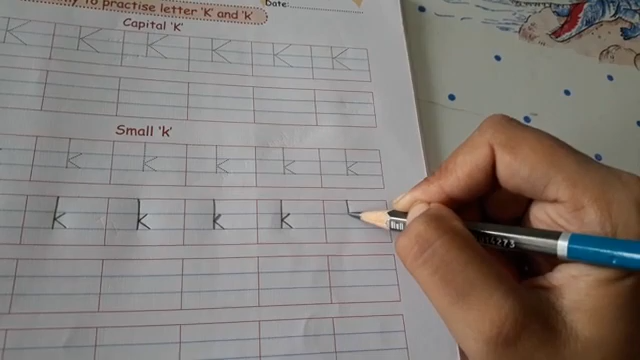 to practise letter 'K' and 'k'
Date:
Capital 'K'
K K K K K K
Small 'k'
k k k k k
k k k k